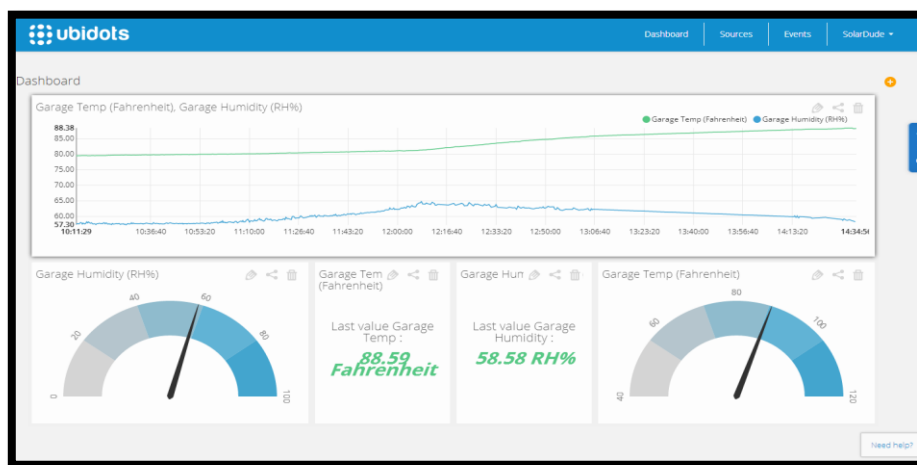 ubidots
Dashboard Sources Events SolarDude
Dashboard
Garage Temp (Fahrenheit), Garage Humidity (RH%)
Garage Temp (Fahrenheit) Garage Humidity (RH%)
88.38
85.00
80.00
75.00
70.00
65.00
60.00
57.30
10:11:29 10:36:40 10:53:20 11:10:00 11:26:40 11:43:20 12:00:00 12:16:40 12:33:20 12:50:00 13:06:40 13:23:20 13:40:00 13:56:40 14:13:20 14:34:56
Garage Humidity (RH%)
0 20 40 60 80 100
Garage Tem
(Fahrenheit)
Last value Garage
Temp :
88.59
Fahrenheit
Garage Hum
Last value Garage
Humidity :
58.58 RH%
Garage Temp (Fahrenheit)
40 60 80 100 120
Need help?